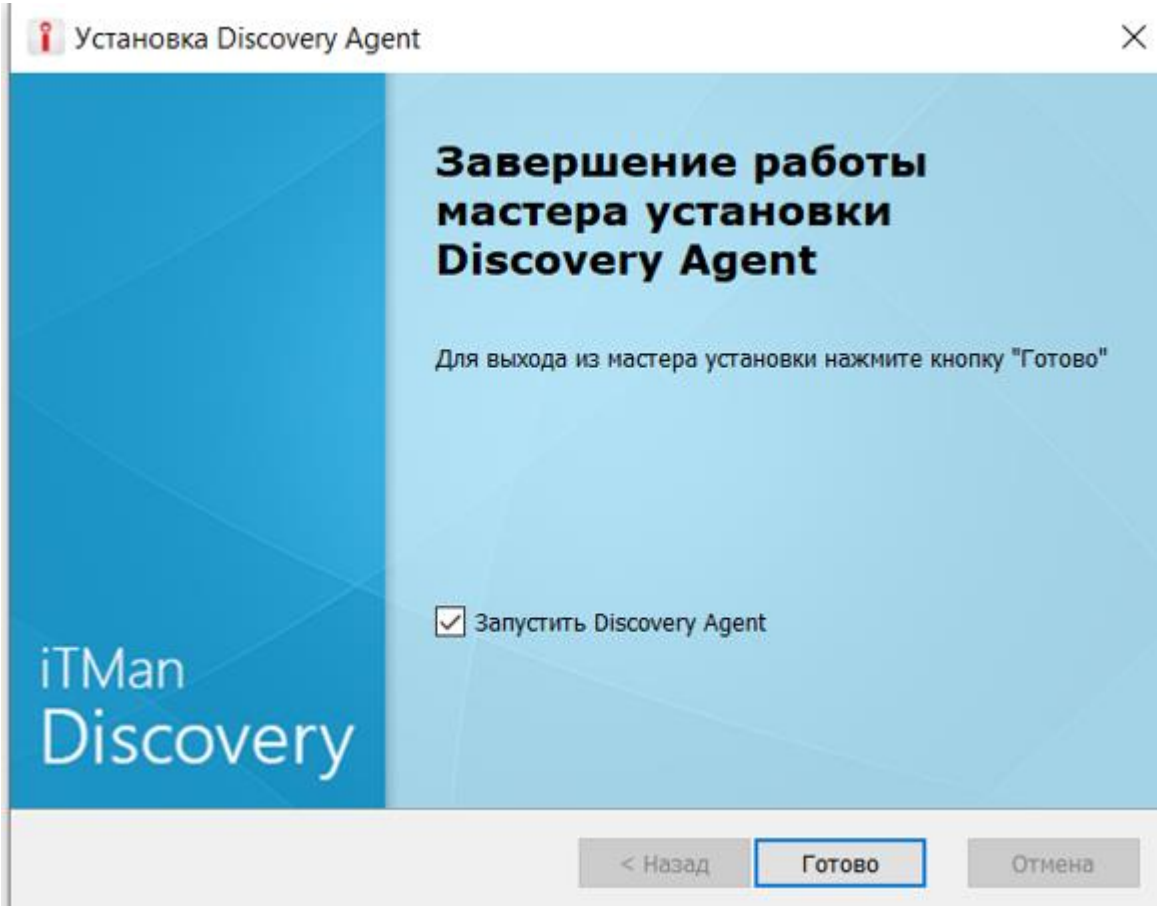 Установка Discovery Agent
Завершение работы
мастера установки
Discovery Agent
Для выхода из мастера установки нажмите кнопку "Готово"
Запустить Discovery Agent
iTMan
Discovery
< Назад
Готово
Отмена